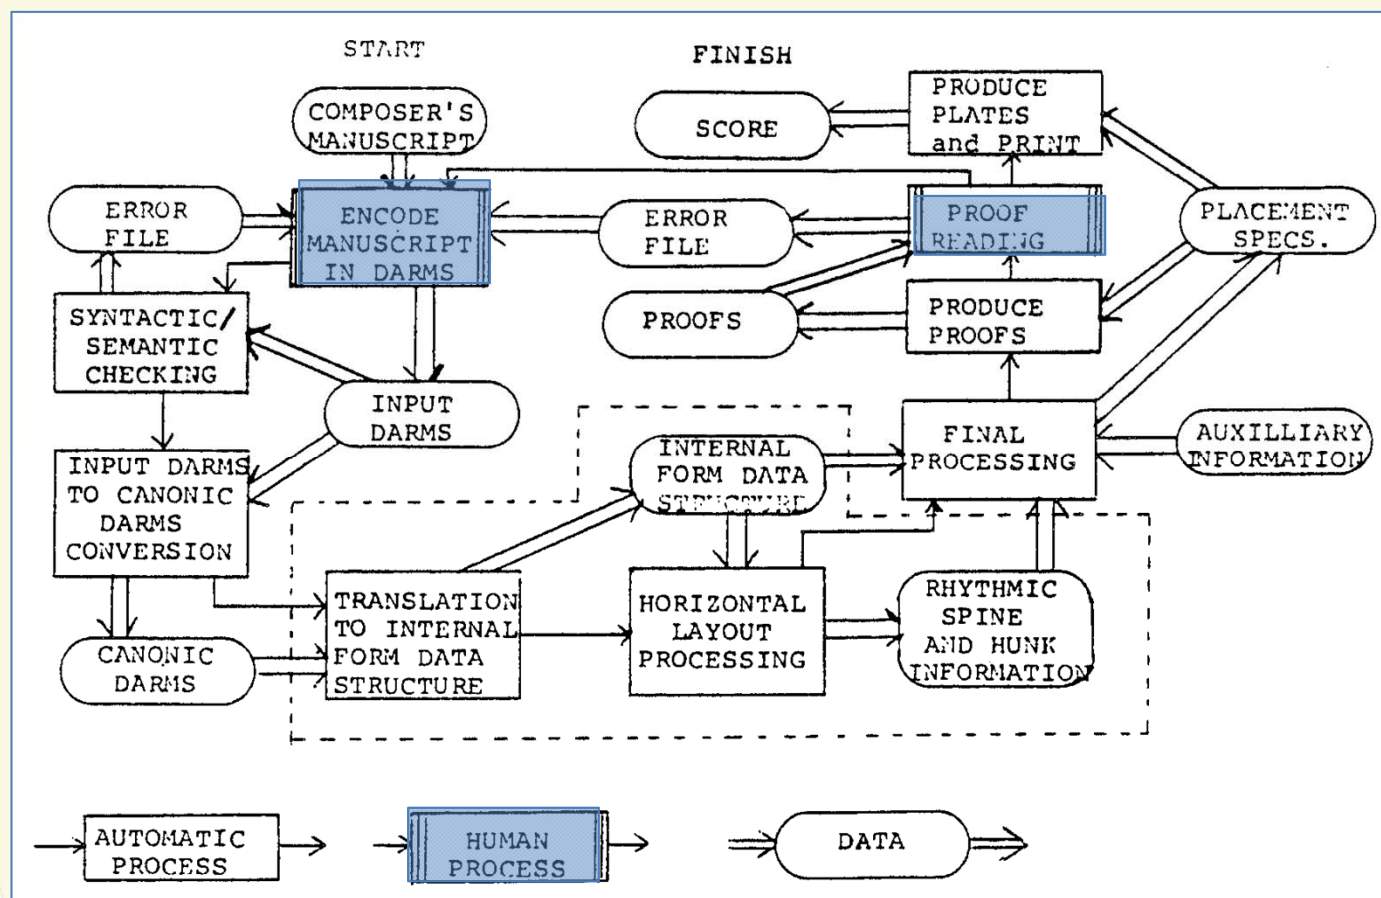 START
FINISH
COMPOSER'S
MANUSCRIPT
SCORE
PRODUCE
PLATES
and PRINT
ERROR
FILE
ENCODE
MANUSCRIPT
IN DARMS
ERROR
FILE
PROOF
READING
PLACEMENT
SPECS.
SYNTACTIC/
SEMANTIC
CHECKING
PROOFS
PRODUCE
PROOFS
INPUT
DARMS
INPUT DARMS
TO CANONIC
DARMS
CONVERSION
INTERNAL
FORM DATA
STRUCTURE
FINAL
PROCESSING
AUXILLIARY
INFORMATION
CANONIC
DARMS
TRANSLATION
TO INTERNAL
FORM DATA
STRUCTURE
HORIZONTAL
LAYOUT
PROCESSING
RHYTHMIC
SPINE
AND HUNK
INFORMATION
AUTOMATIC
PROCESS
HUMAN
PROCESS
DATA